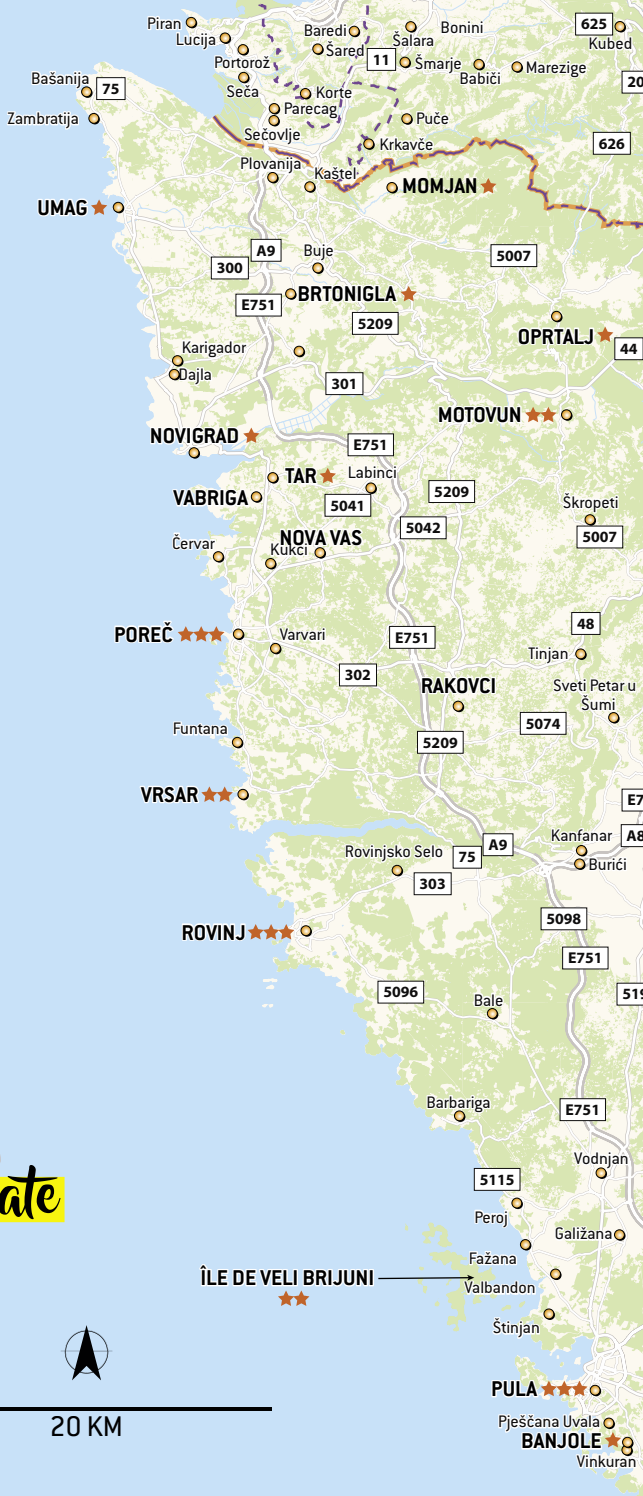 Piran
Lucija
Portorož
Seča
Baredi
Šared
Šalara
Bonini
625
Kubed
11
Šmarje
Babiči
Marezige
20
Bašanija
75
Zambratija
Korte
Parecag
Sečovlje
Puče
Krkavče
626
Plovanija
Kaštel
MOMJAN
UMAG
A9
300
Buje
5007
E751
BRTONIGLA
5209
OPRTALJ
44
Karigador
Dajla
301
MOTOVUN
NOVIGRAD
E751
TAR
Labinci
5209
VABRIGA
5041
5042
Škropeti
5007
NOVA VAS
Červar
Kukci
48
POREČ
Varvari
E751
Tinjan
302
RAKOVCI
Sveti Petar u
Šumi
5074
Funtana
5209
VRSAR
E7
A8
Kanfanar
Rovinjsko Selo
75
A9
Burići
303
5098
ROVINJ
E751
5096
519
Bale
Barbariga
E751
Vodnjan
5115
Peroj
Galižana
Fažana
ate
ÎLE DE VELI BRIJUNI
Valbandon
Štinjan
20 KM
PULA
Pješčana Uvala
BANJOLE
Vinkuran